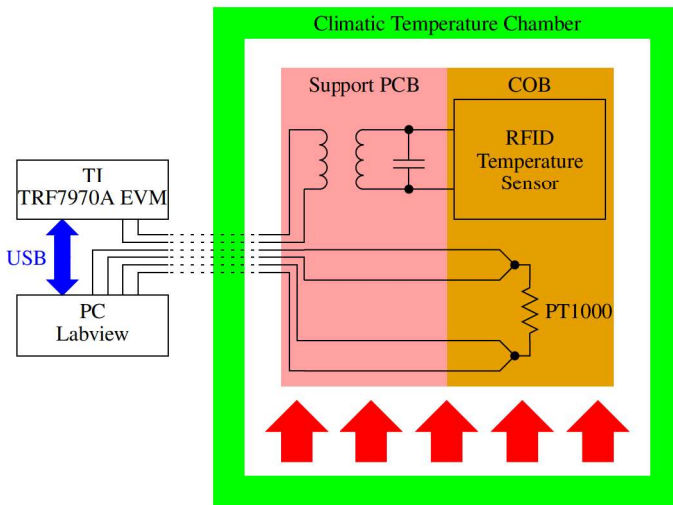 Climatic Temperature Chamber
Support PCB
COB
RFID
Temperature
Sensor
TI
TRF7970A EVM
USB
PC
Labview
PT1000